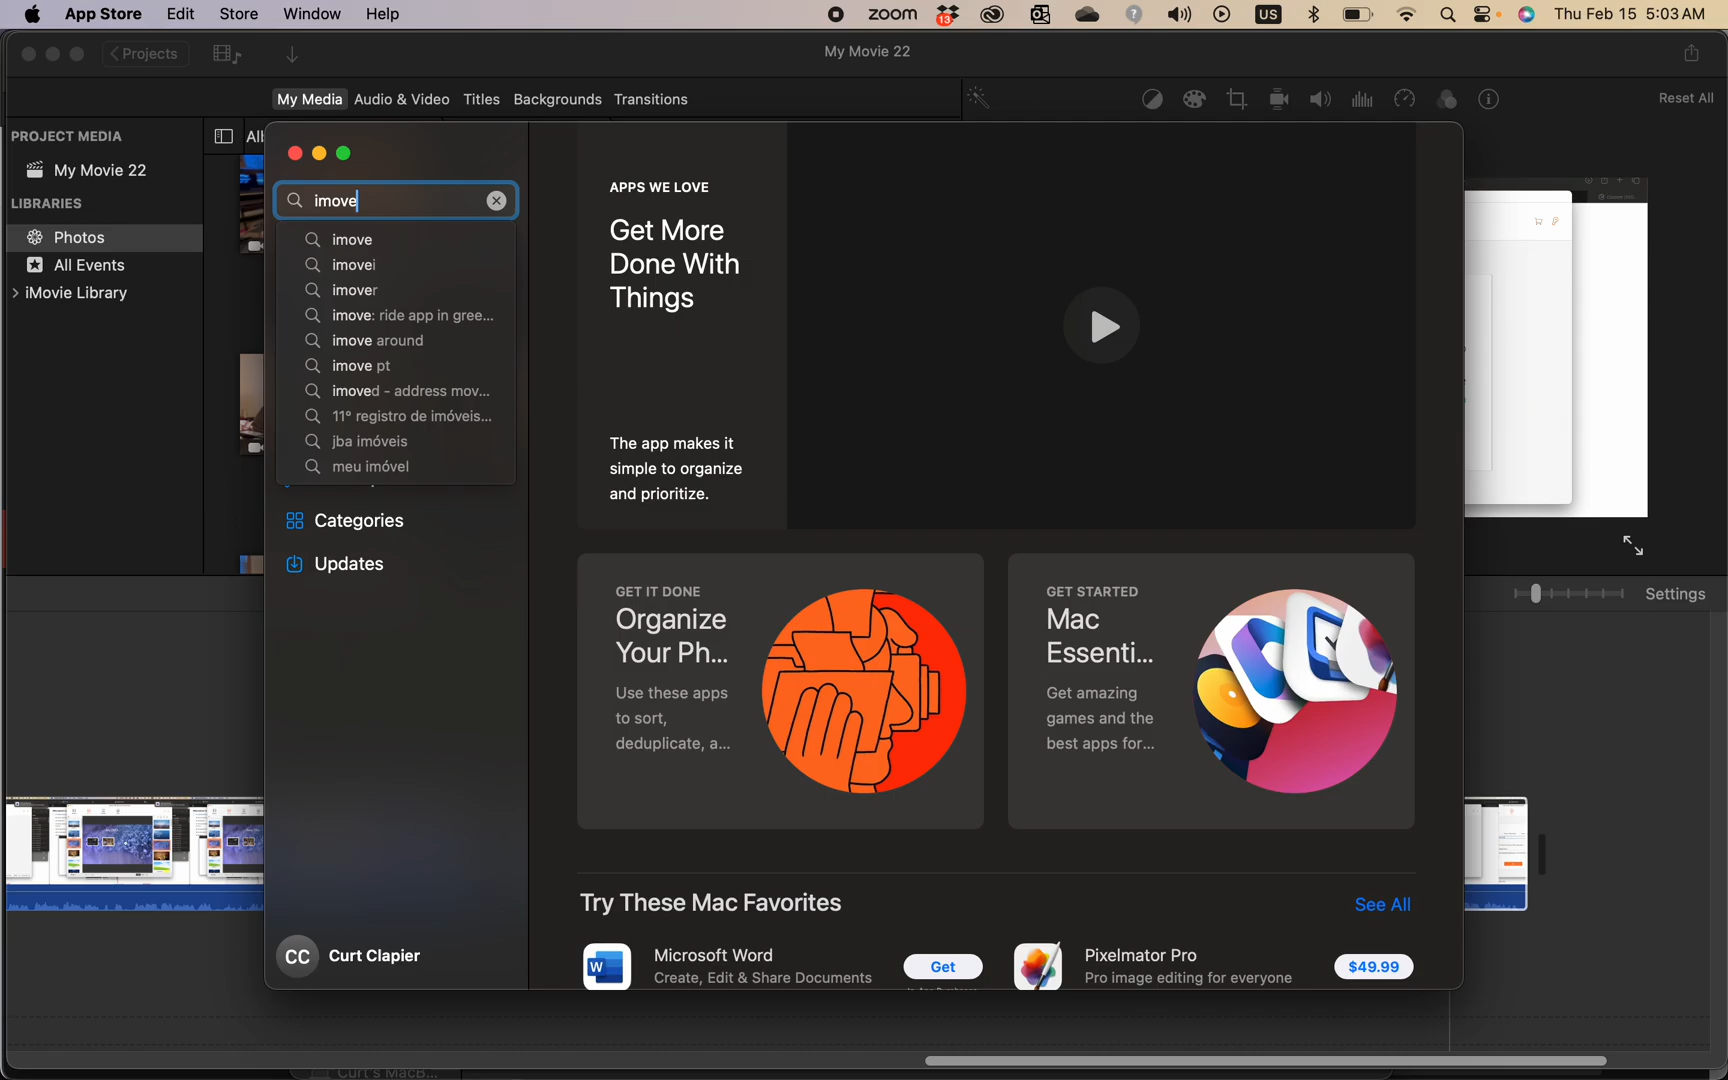 App Store Edit Store Window Help
zoom 13 US Thu Feb 15 5:03 AM
Projects
My Movie 22
My Media Audio & Video Titles Backgrounds Transitions
Reset All
PROJECT MEDIA
My Movie 22
LIBRARIES
Photos
All Events
iMovie Library
All
imove
imove
imovei
imover
imove: ride app in gree...
imove around
imove pt
imoved - address mov...
11º registro de imóveis...
jba imóveis
meu imóvel
Categories
Updates
CC Curt Clapier
APPS WE LOVE
Get More
Done With
Things
The app makes it
simple to organize
and prioritize.
GET IT DONE
Organize
Your Ph...
Use these apps
to sort,
deduplicate, a...
GET STARTED
Mac
Essenti...
Get amazing
games and the
best apps for...
Try These Mac Favorites
See All
Microsoft Word
Create, Edit & Share Documents
Get
Pixelmator Pro
Pro image editing for everyone
$49.99
Settings
Curt's MacB...